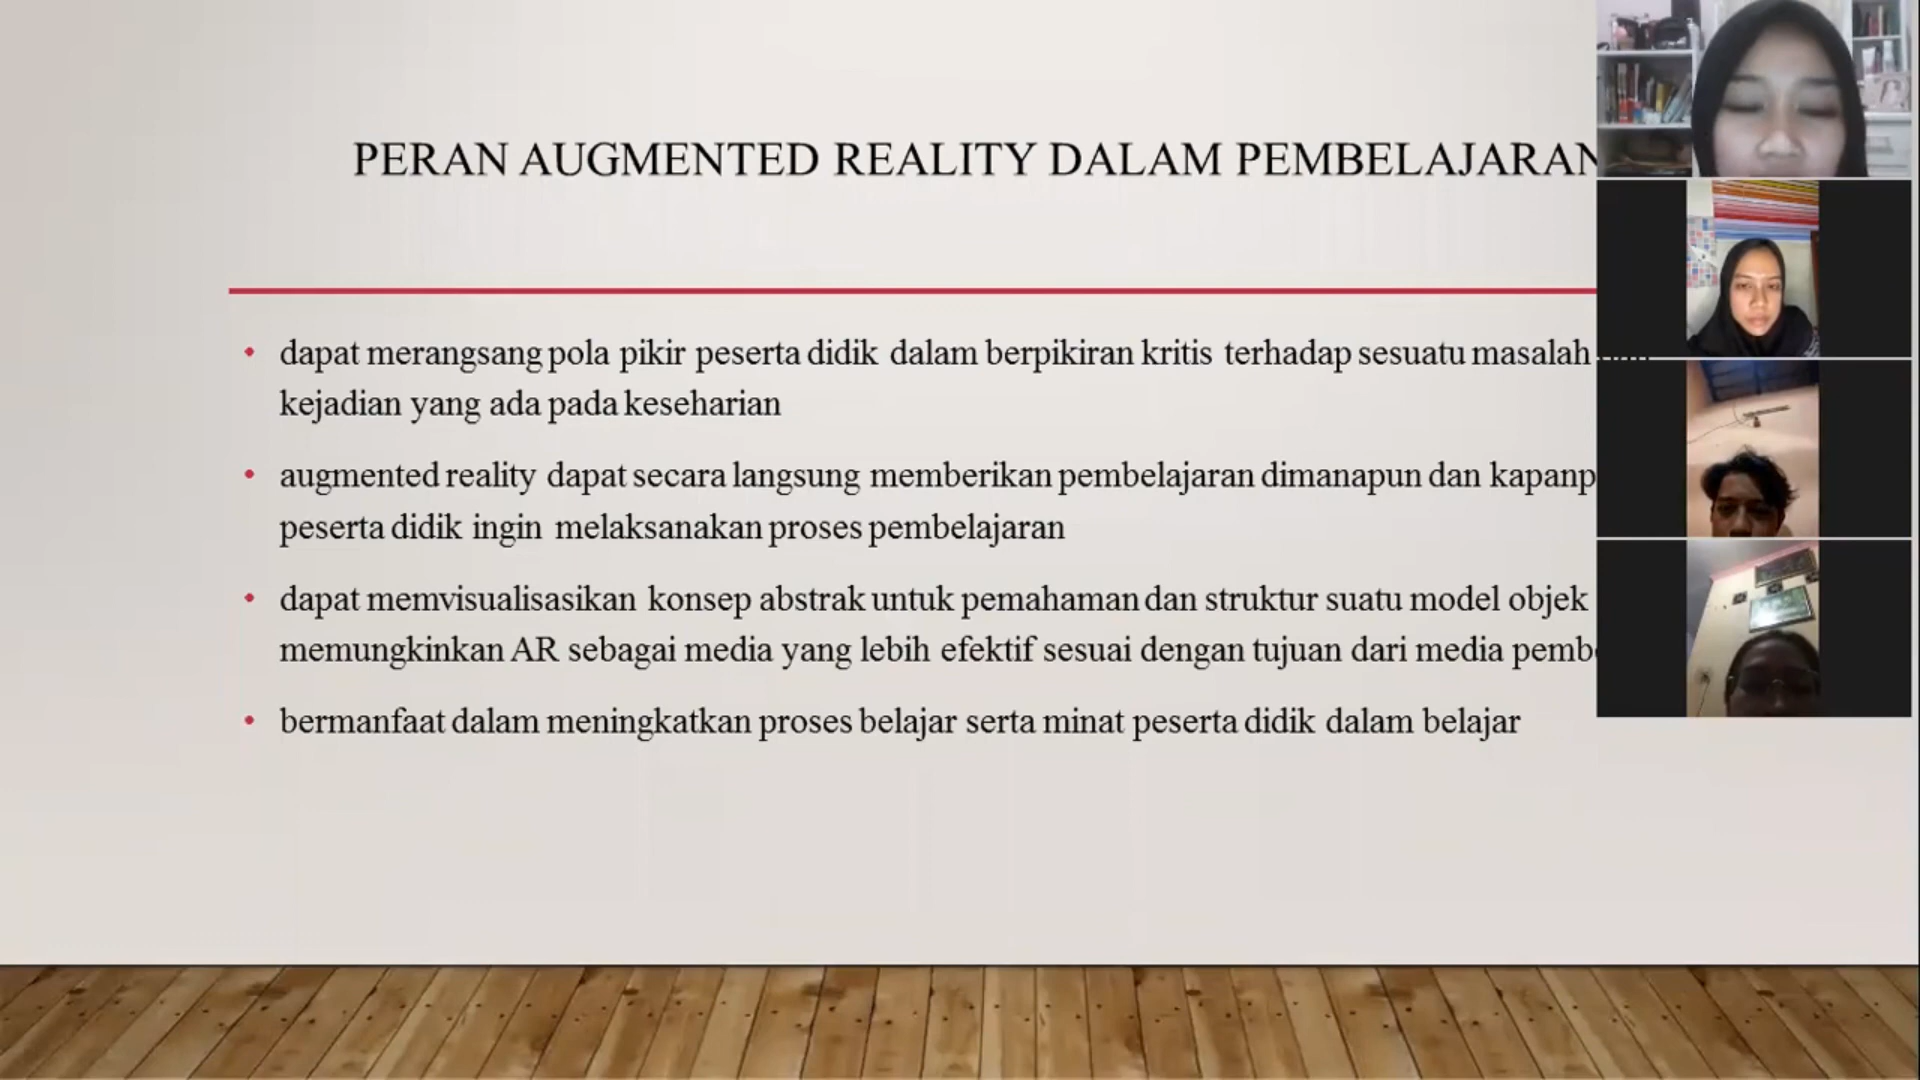 PERAN AUGMENTED REALITY DALAM PEMBELAJARAN
dapat merangsang pola pikir peserta didik dalam berpikiran kritis terhadap sesuatu masalah
kejadian yang ada pada keseharian
augmented reality dapat secara langsung memberikan pembelajaran dimanapun dan
peserta didik ingin melaksanakan proses pembelajaran
dapat memvisualisasikan konsep abstrak untuk pemahaman dan struktur suatu model objek
memungkinkan AR sebagai media yang lebih efektif sesuai dengan tujuan dari media
bermanfaat dalam meningkatkan proses belajar serta minat peserta didik dalam belajar